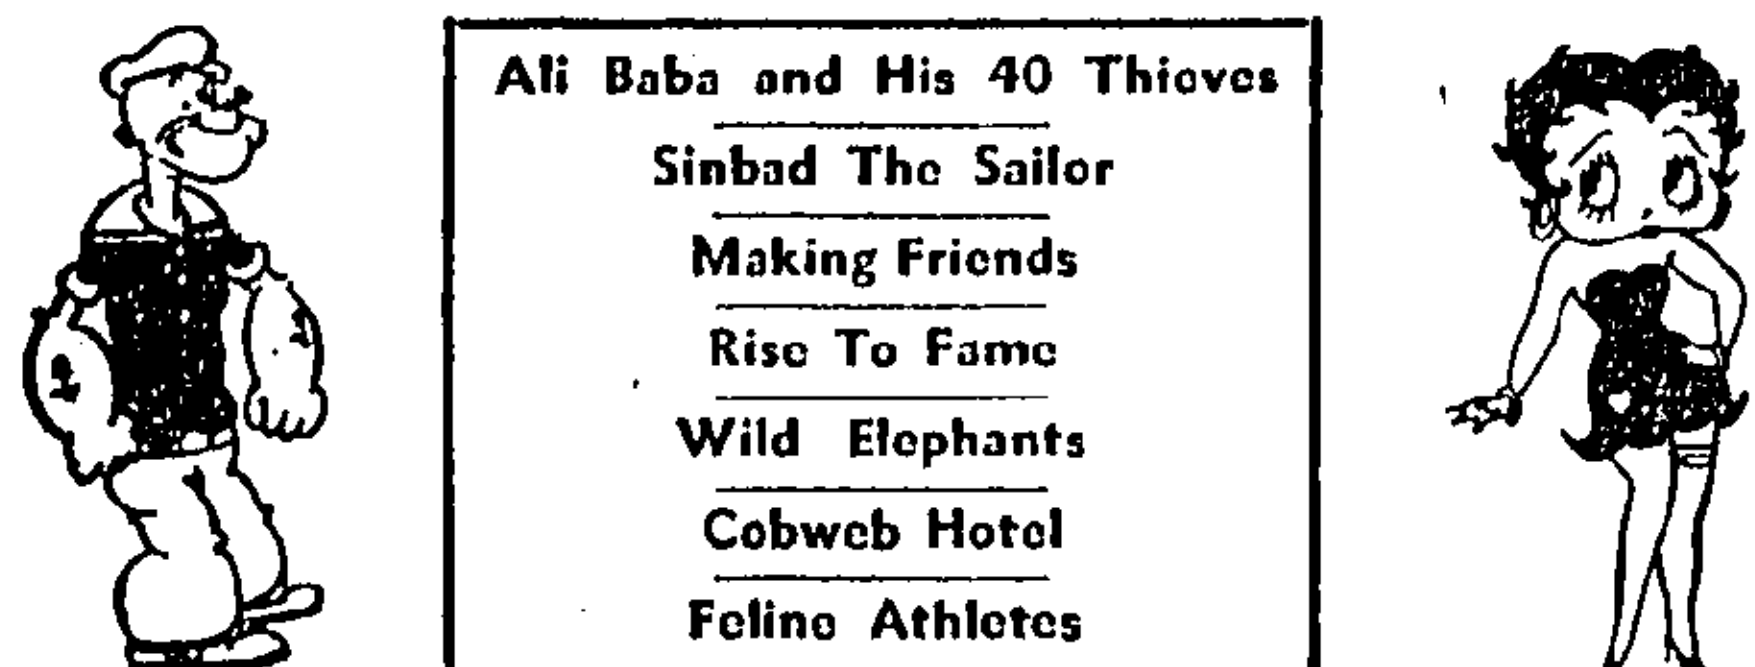 Ali Baba and His 40 Thieves
Sinbad The Sailor
Making Friends
Rise To Fame
Wild Elephants
Cobweb Hotel
Feline Athletes